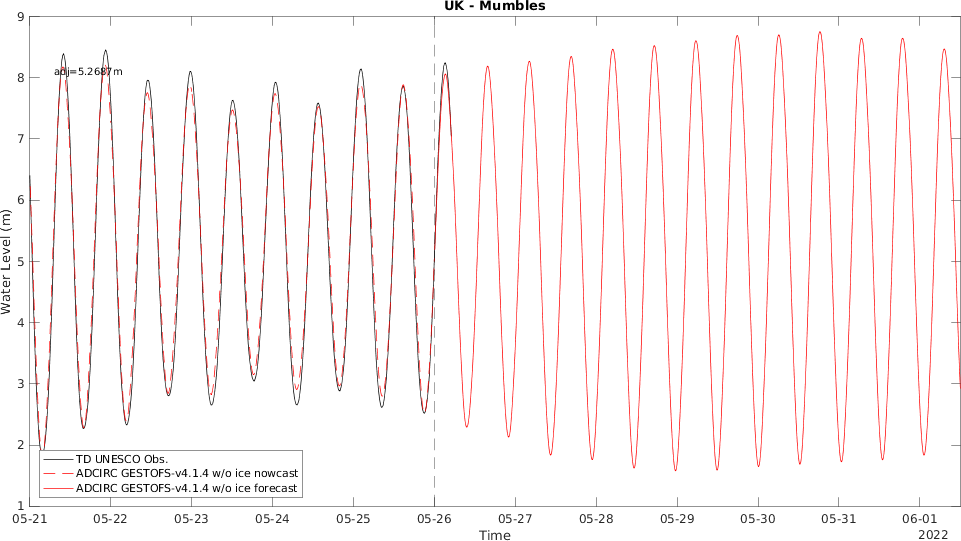 UK - Mumbles
9
8
7
6
5
4
3
2
1
Water Level (m)
adj=5.2687m
TD UNESCO Obs.
ADCIRC GESTOFS-v4.1.4 w/o ice nowcast
ADCIRC GESTOFS-v4.1.4 w/o ice forecast
05-21 05-22 05-23 05-24 05-25 05-26 05-27 05-28 05-29 05-30 05-31 06-01
Time
2022